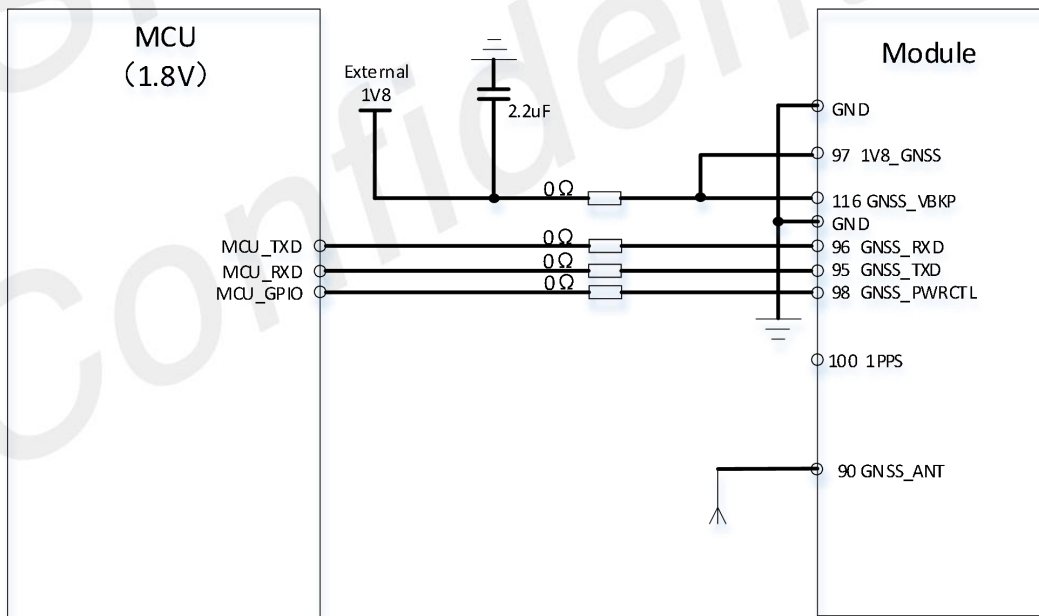 MCU
（1.8V）
External
1V8
2.2uF
Module
GND
97 1V8_GNSS
0Ω
116 GNSS_VBKP
GND
MCU_TXD
0Ω
96 GNSS_RXD
MCU_RXD
0Ω
95 GNSS_TXD
MCU_GPIO
0Ω
98 GNSS_PWRCTL
100 1PPS
90 GNSS_ANT
Confiden